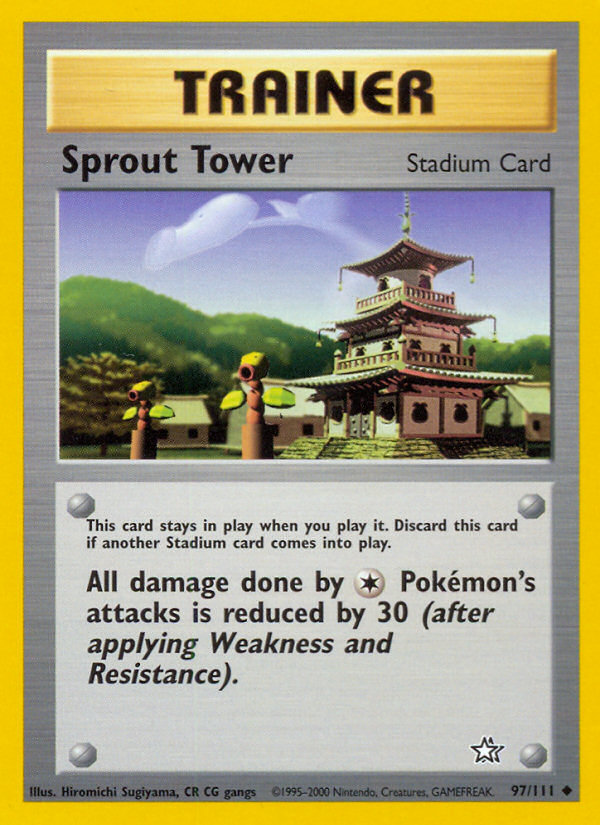 TRAINER
Sprout Tower
Stadium Card
This card stays in play when you play it. Discard this card
if another Stadium card comes into play.
All damage done by Pokémon's
attacks is reduced by 30 (after
applying Weakness and
Resistance).
Illus. Hiromichi Sugiyama, CR CG gangs ©1995-2000 Nintendo, Creatures, GAMEFREAK. 97/111